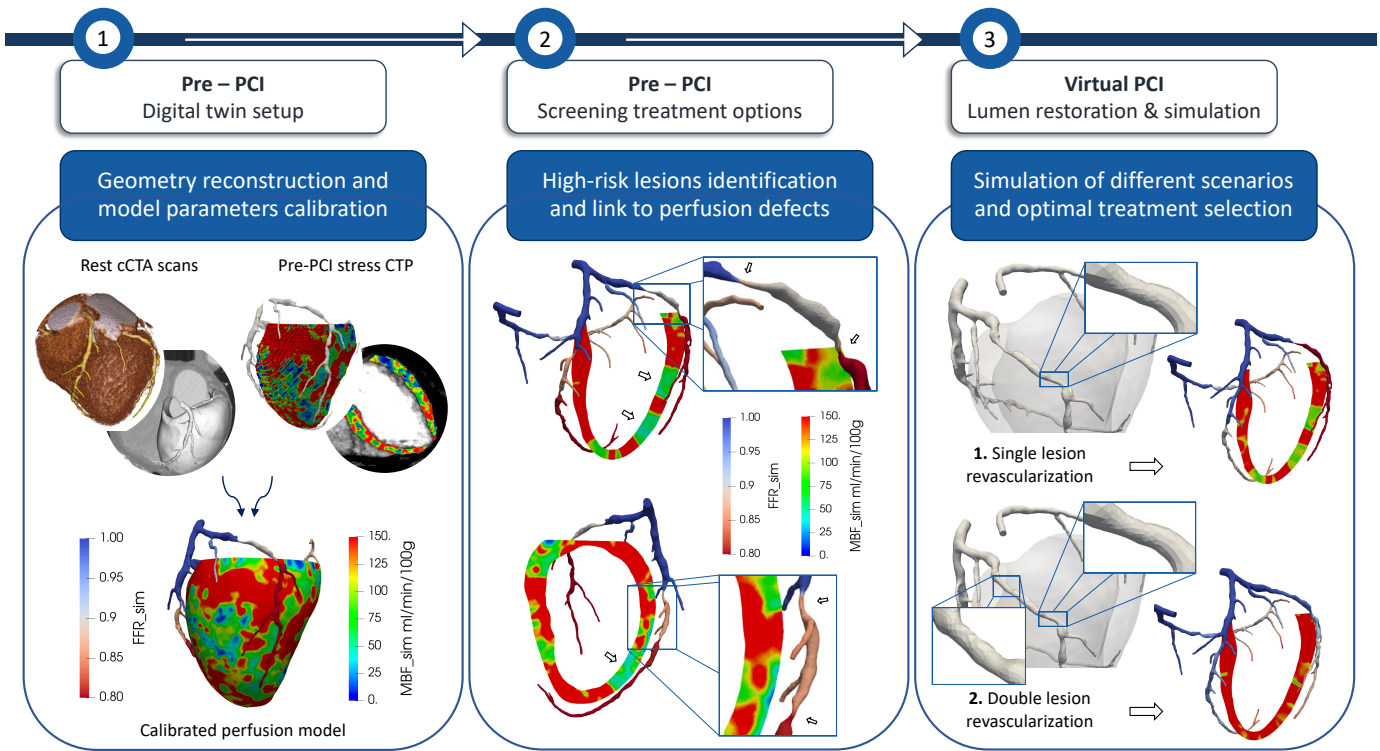 1
2
3
Pre – PCI
Digital twin setup
Pre – PCI
Screening treatment options
Virtual PCI
Lumen restoration & simulation
Geometry reconstruction and
model parameters calibration
High-risk lesions identification
and link to perfusion defects
Simulation of different scenarios
and optimal treatment selection
Rest cCTA scans
Pre-PCI stress CTP
1.00
0.95
0.9
0.85
0.80
FFR_sim
150.
125
100
75
50
25
0.
MBF_sim ml/min/100g
Calibrated perfusion model
1.00
0.95
0.9
0.85
0.80
FFR_sim
150.
125
100
75
50
25
0.
MBF_sim ml/min/100g
1. Single lesion
revascularization
2. Double lesion
revascularization